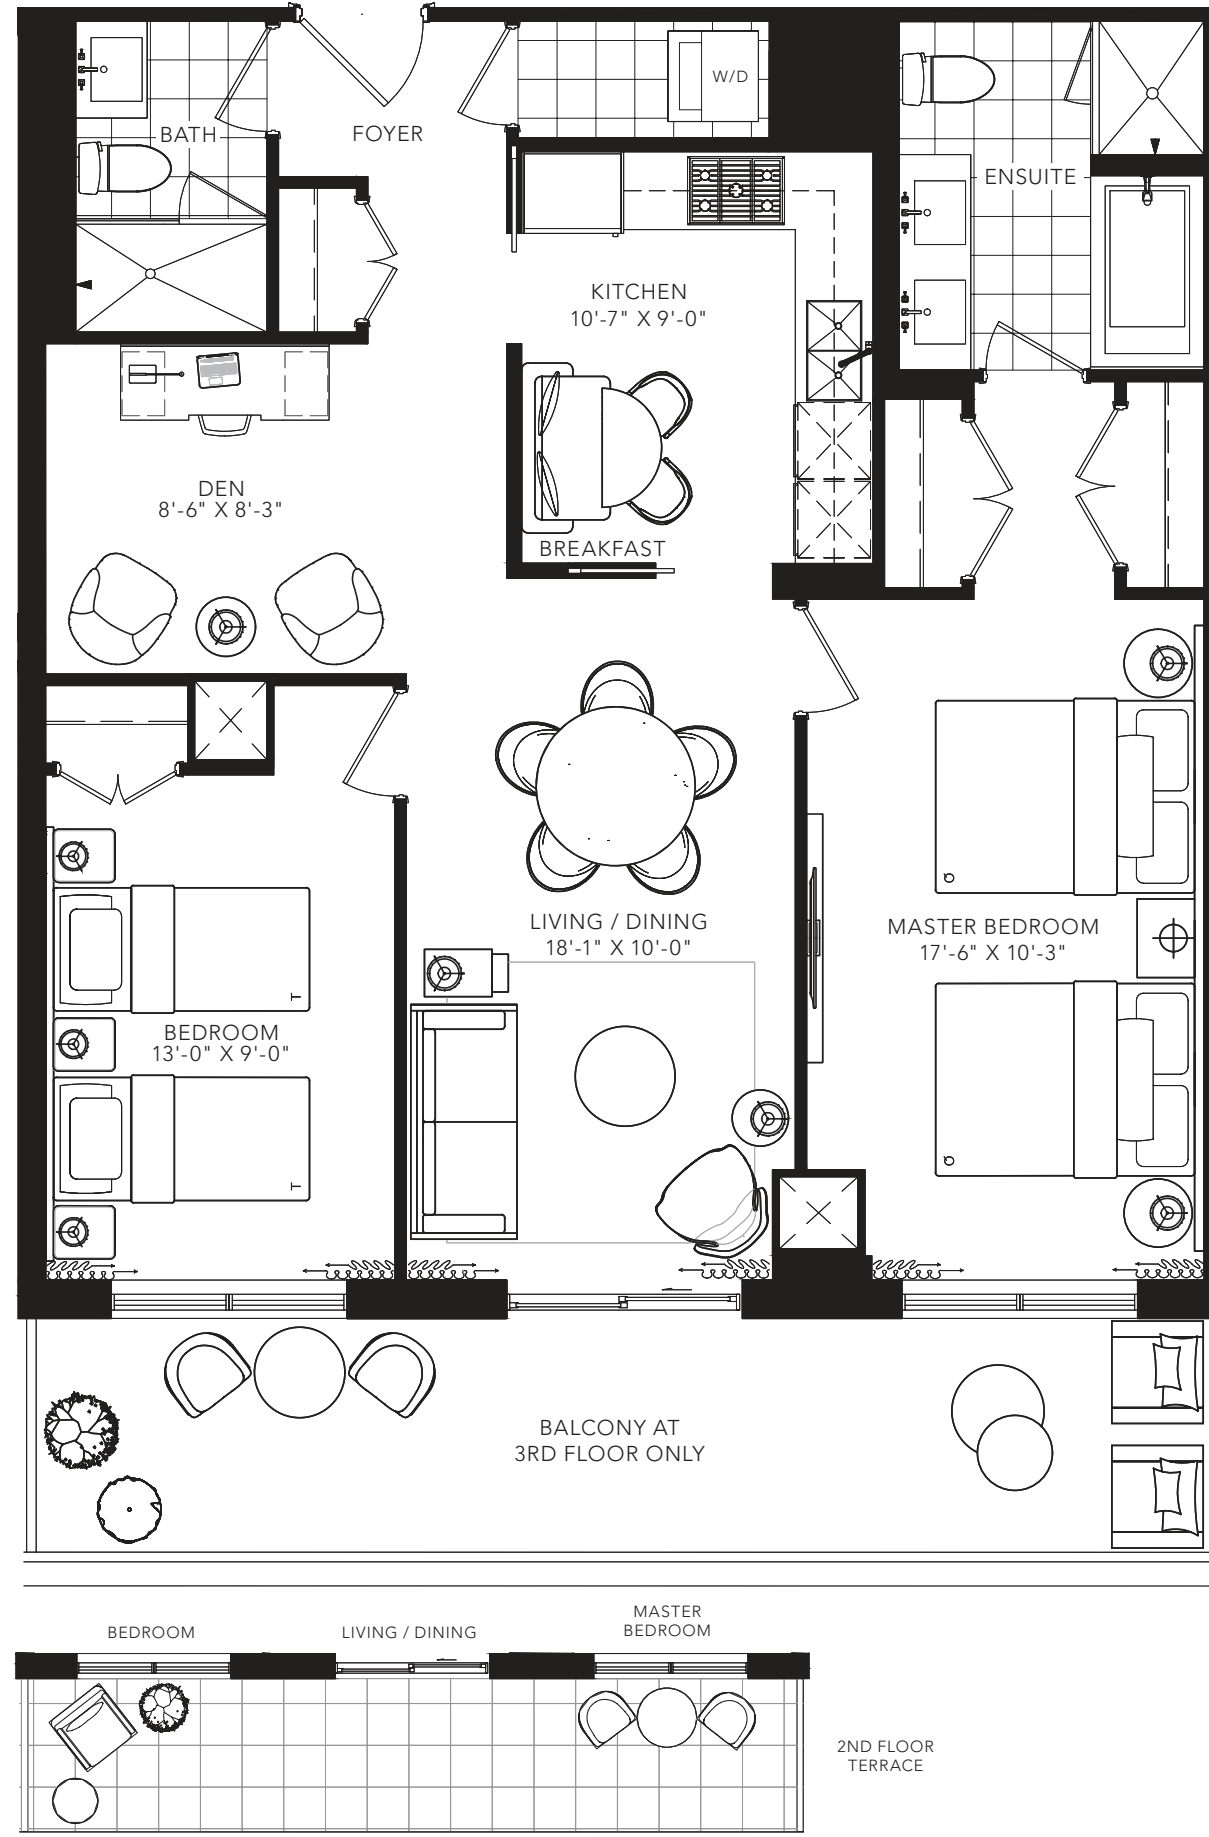 W/D
BATH
FOYER
ENSUITE
KITCHEN
10'-7" X 9'-0"
DEN
8'-6" X 8'-3"
BREAKFAST
LIVING / DINING
18'-1" X 10'-0"
MASTER BEDROOM
17'-6" X 10'-3"
BEDROOM
13'-0" X 9'-0"
BALCONY AT
3RD FLOOR ONLY
BEDROOM
LIVING / DINING
MASTER
BEDROOM
2ND FLOOR
TERRACE